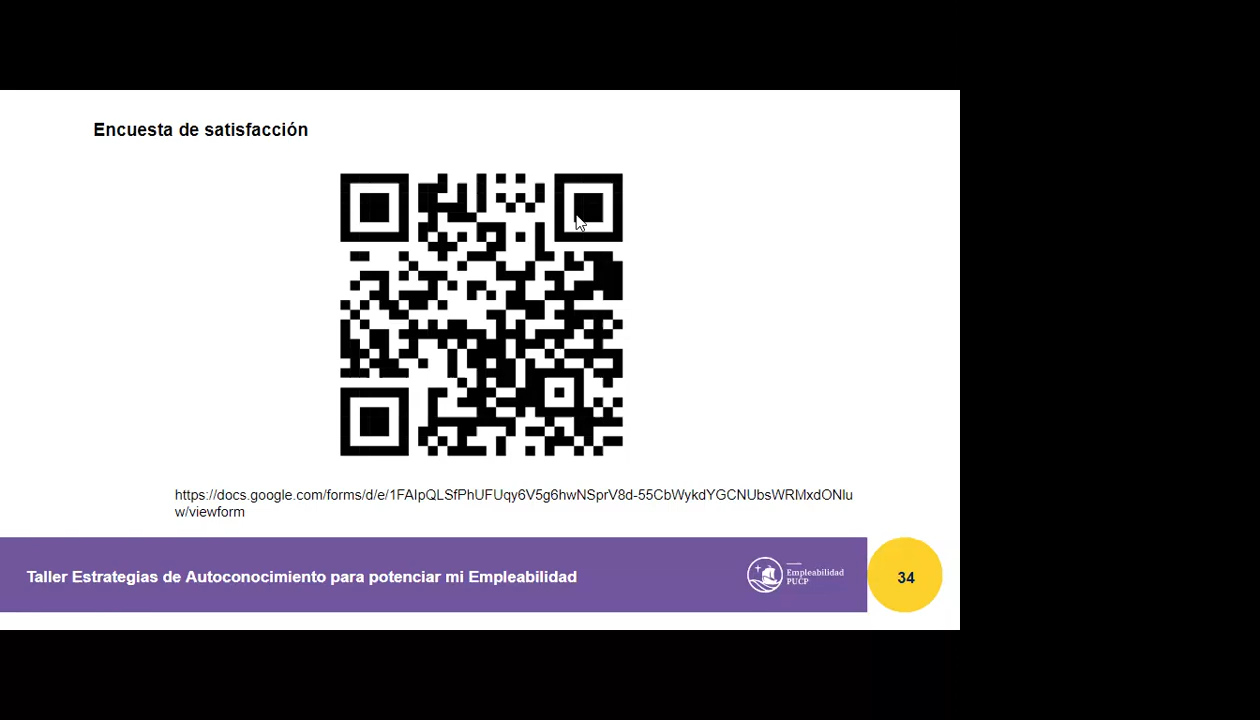 Encuesta de satisfacción
https://docs.google.com/forms/d/e/1FAIpQLSfPhUFUqy6V5g6hwNSprV8d-55CbWykdYGCNUbsWRMxdONlu
w/viewform
Taller Estrategias de Autoconocimiento para potenciar mi Empleabilidad
Empleabilidad
PUCP
34